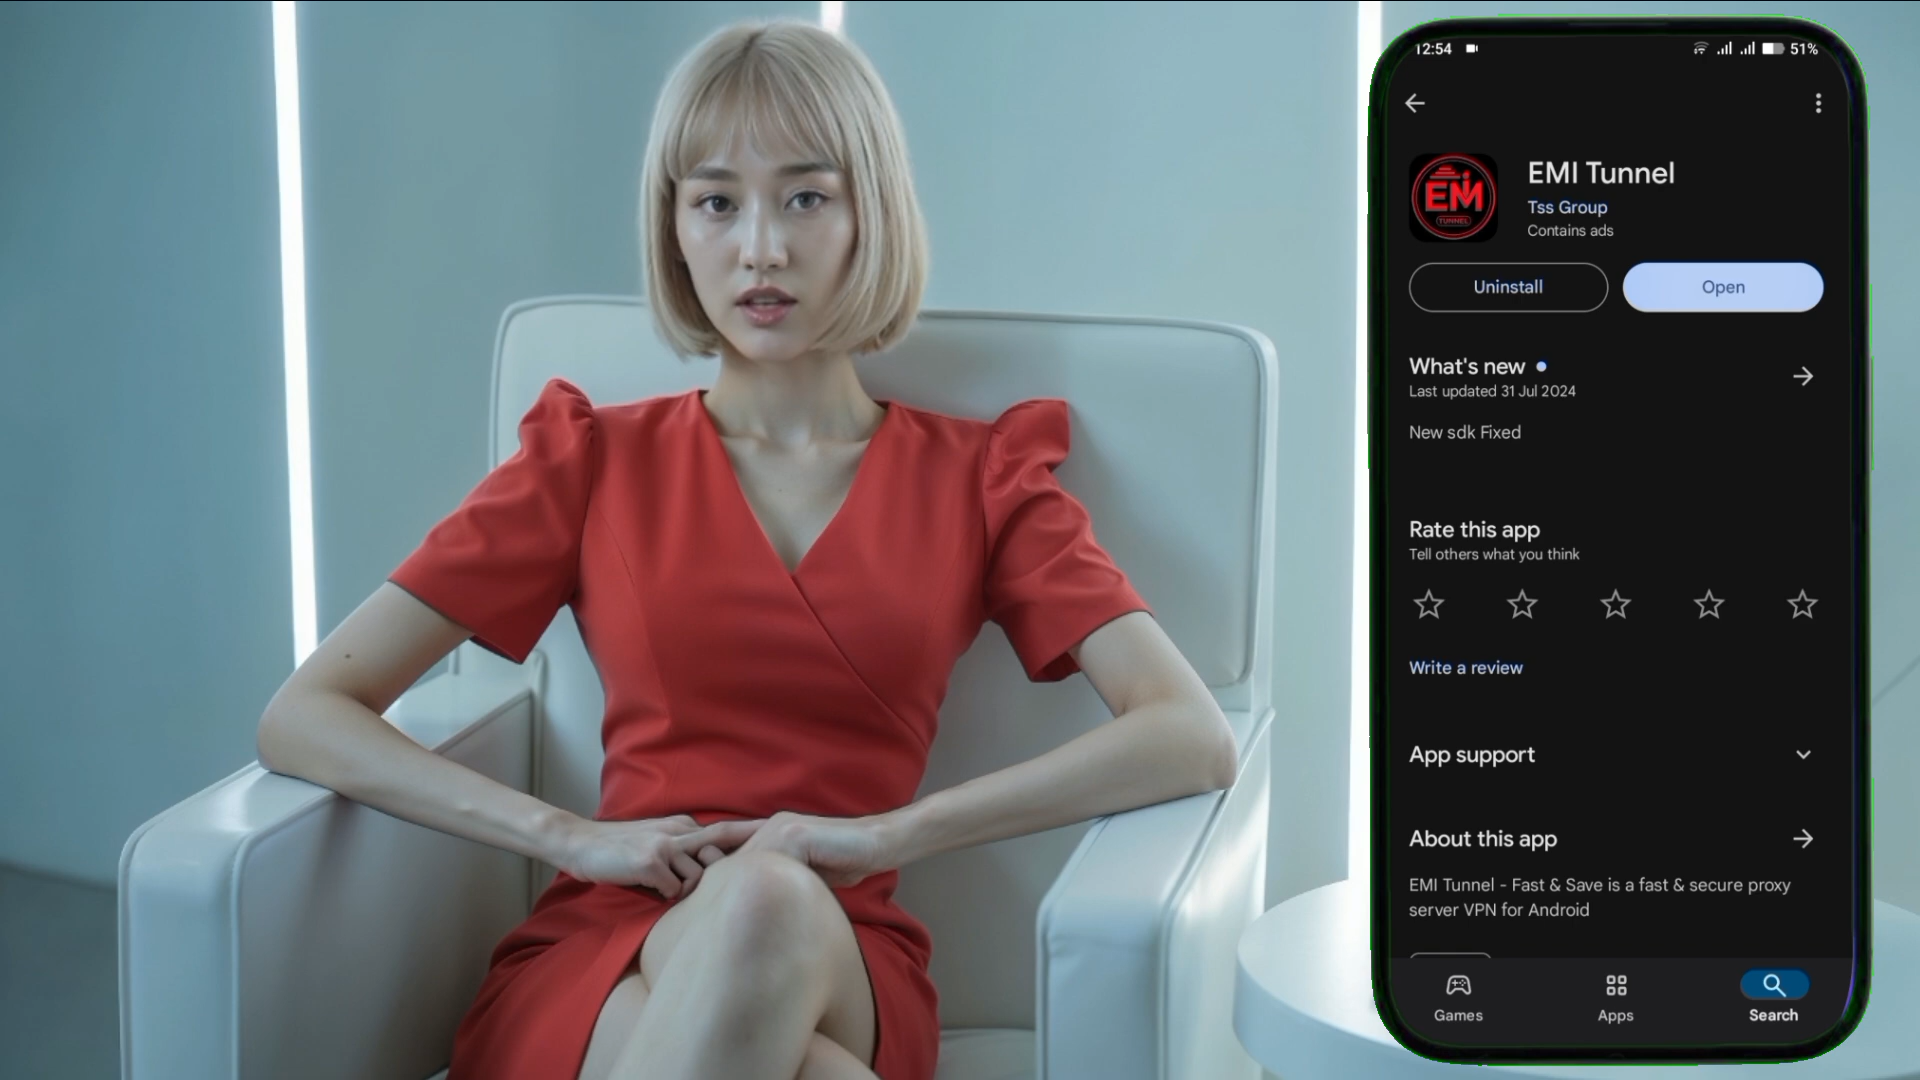 12:54
51%
EMI Tunnel
EM
TUNNEL
Tss Group
Contains ads
Uninstall
Open
What's new
Last updated 31 Jul 2024
New sdk Fixed
Rate this app
Tell others what you think
Write a review
App support
About this app
EMI Tunnel - Fast & Save is a fast & secure proxy
server VPN for Android
Games
Apps
Search